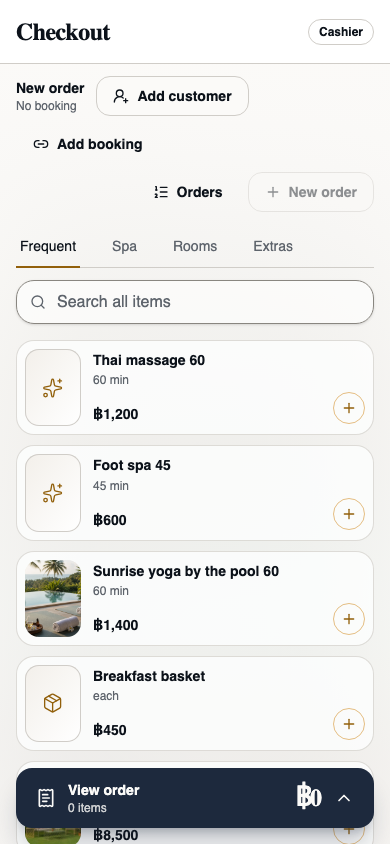 Checkout
Cashier
New order
No booking
Add customer
Add booking
Orders
New order
Frequent
Spa
Rooms
Extras
Search all items
Thai massage 60
60 min
฿1,200
Foot spa 45
45 min
฿600
Sunrise yoga by the pool 60
60 min
฿1,400
Breakfast basket
each
฿450
View order
0 items
฿0
฿8,500